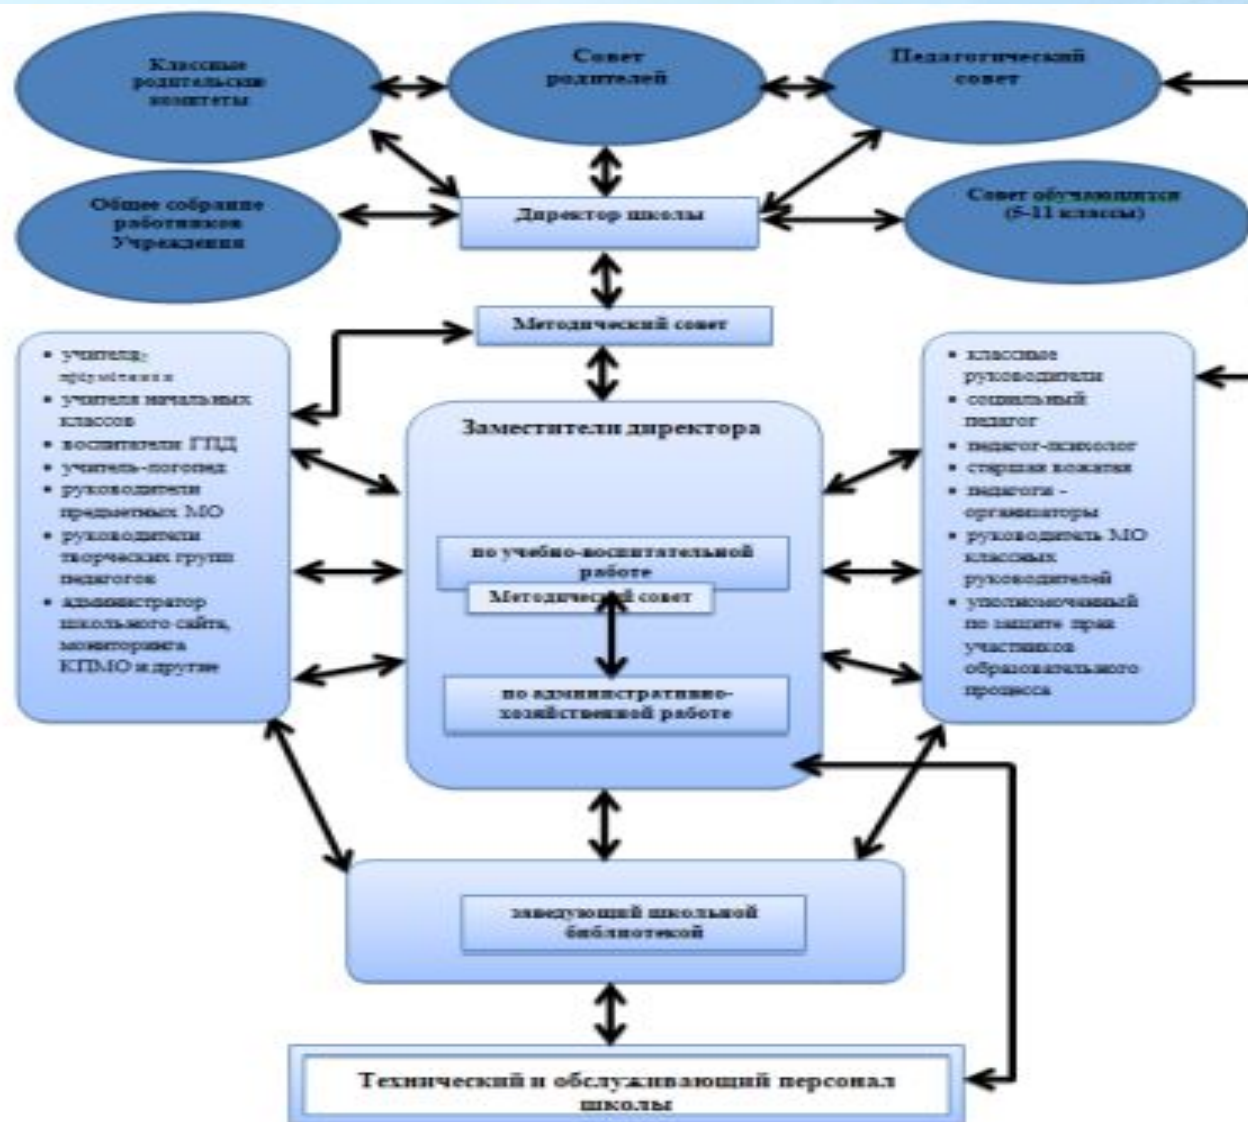 Классные
родительские
комитеты
Совет
родителей
Педагогический
совет
Общее собрание
работников
Учреждения
Директор школы
Совет обучающихся
(5-11 классы)
Методический совет
• учителя-
• учителя начальных
классов
• воспитатели ГПД
• учитель-логопед
• руководители
предметных МО
• руководители
творческих групп
педагогов
• администратор
школьного сайта,
мониторинга
КПМО и другие
Заместители директора
по учебно-воспитательной
работе
Методический совет
по административно-
хозяйственной работе
• классные
руководители
• социальный
педагог
• педагог-психолог
• старшая вожатая
• педагоги -
организаторы
• руководитель МО
классных
руководителей
• уполномоченный
по защите прав
участников
образовательного
процесса
заведующий школьной
библиотекой
Технический и обслуживающий персонал
школы